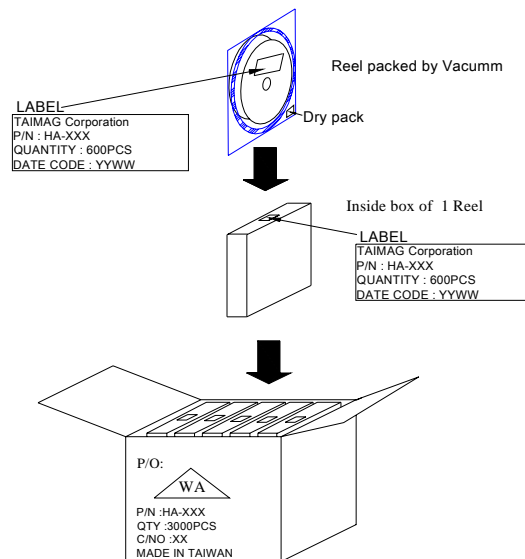 Reel packed by Vacumm
LABEL
TAIMAG Corporation
P/N : HA-XXX
QUANTITY : 600PCS
DATE CODE : YYWW
Dry pack
Inside box of 1 Reel
LABEL
TAIMAG Corporation
P/N : HA-XXX
QUANTITY : 600PCS
DATE CODE : YYWW
P/O:
WA
P/N :HA-XXX
QTY :3000PCS
C/NO :XX
MADE IN TAIWAN